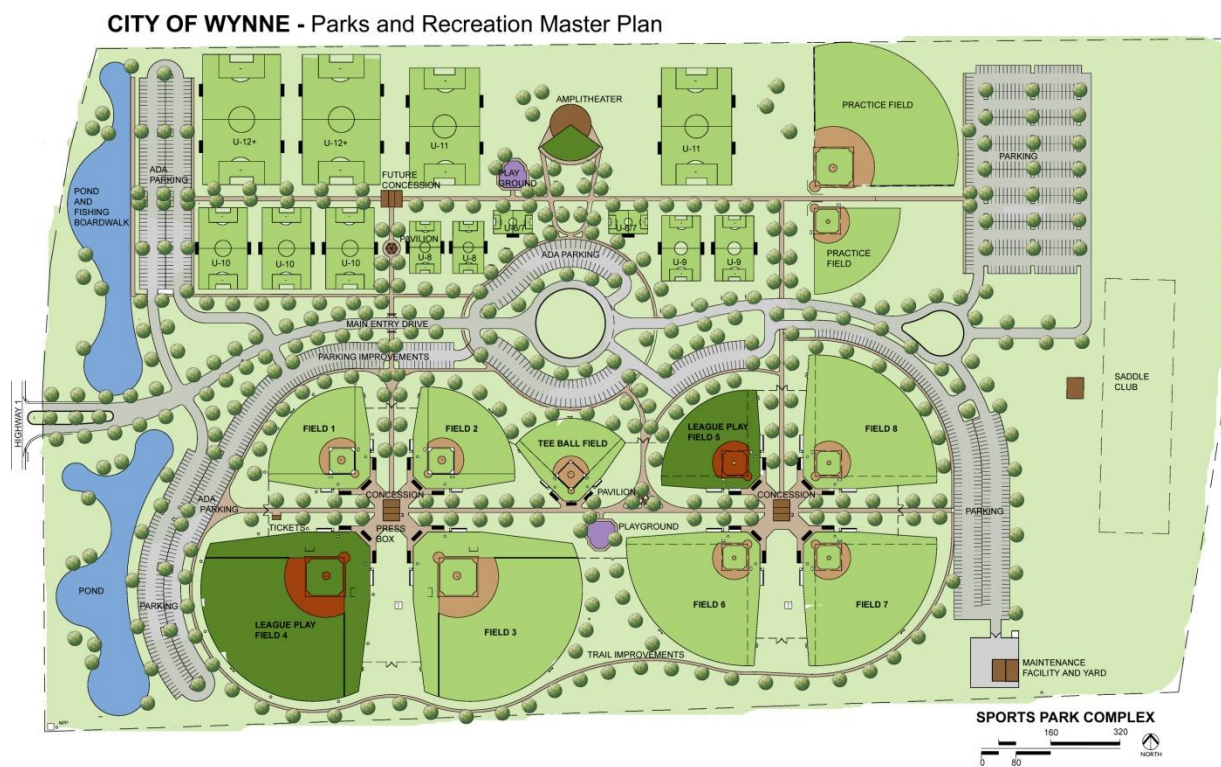 CITY OF WYNNE - Parks and Recreation Master Plan
AMPLITHEATER
PRACTICE FIELD
U-12+
U-12+
U-11
U-11
PARKING
ADA
PARKING
FUTURE
CONCESSION
PLAY
GROUND
POND
AND
FISHING
BOARDWALK
U-6/7
U-6/7
PAVILION
ADA PARKING
PRACTICE
FIELD
U-10
U-10
U-10
U-8
U-8
U-9
U-9
MAIN ENTRY DRIVE
PARKING IMPROVEMENTS
SADDLE
CLUB
HIGHWAY 1
FIELD 1
FIELD 2
TEE BALL FIELD
LEAGUE PLAY
FIELD 5
FIELD 8
ADA
PARKING
CONCESSION
PAVILION
CONCESSION
PARKING
TICKETS
PRESS
BOX
PLAYGROUND
POND
PARKING
LEAGUE PLAY
FIELD 4
FIELD 3
FIELD 6
FIELD 7
TRAIL IMPROVEMENTS
MAINTENANCE
FACILITY AND YARD
NPP
SPORTS PARK COMPLEX
160 320
0 80
NORTH